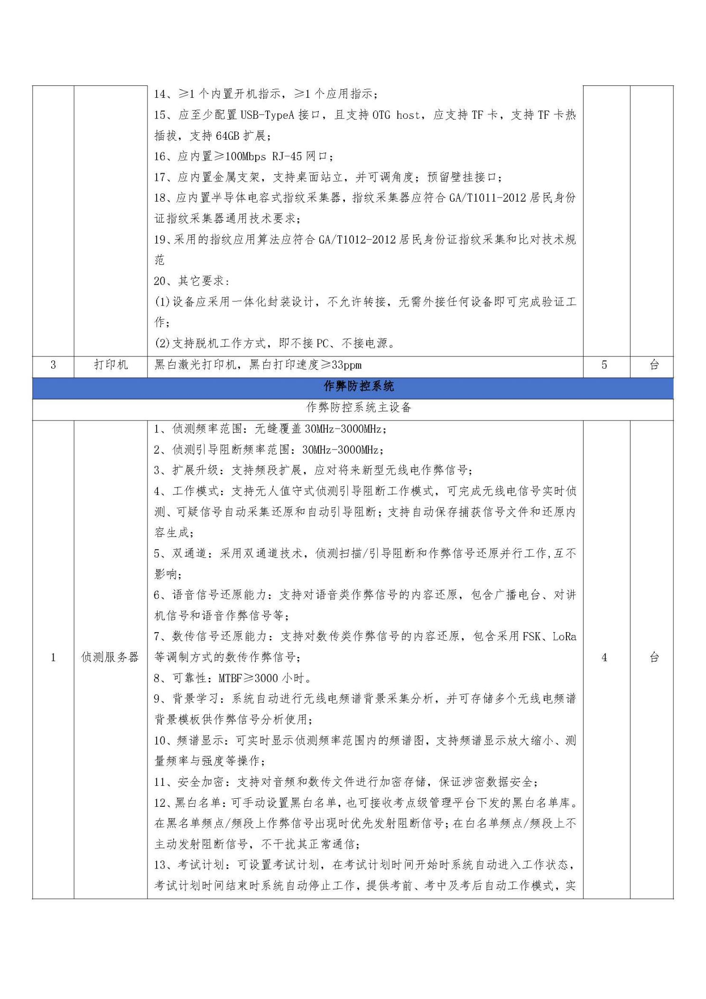 14、≥1 个内置开机指示，≥1 个应用指示；
15、应至少配置 USB-TypeA 接口，且支持 OTG host，应支持 TF 卡，支持 TF 卡热
插拔，支持 64GB 扩展；
16、应内置≥100Mbps RJ-45 网口；
17、应内置金属支架，支持桌面站立，并可调角度；预留壁挂接口；
18、应内置半导体电容式指纹采集器，指纹采集器应符合 GA/T1011-2012 居民身份
证指纹采集器通用技术要求；
19、采用的指纹应用算法应符合 GA/T1012-2012 居民身份证指纹采集和比对技术规
范
20、其它要求：
(1)设备应采用一体化封装设计，不允许转接，无需外接任何设备即可完成验证工
作；
(2)支持脱机工作方式，即不接 PC、不接电源。
3 打印机 黑白激光打印机，黑白打印速度≥33ppm 5 台
作弊防控系统
作弊防控系统主设备
1、侦测频率范围：无缝覆盖 30MHz-3000MHz；
2、侦测引导阻断频率范围：30MHz-3000MHz；
3、扩展升级：支持频段扩展，应对将来新型无线电作弊信号；
4、工作模式：支持无人值守式侦测引导阻断工作模式，可完成无线电信号实时侦
测、可疑信号自动采集还原和自动引导阻断；支持自动保存捕获信号文件和还原内
容生成；
5、双通道：采用双通道技术，侦测扫描/引导阻断和作弊信号还原并行工作,互不
影响；
6、语音信号还原能力：支持对语音类作弊信号的内容还原，包含广播电台、对讲
机信号和语音作弊信号等；
7、数传信号还原能力：支持对数传类作弊信号的内容还原，包含采用 FSK、LoRa
1 侦测服务器 等调制方式的数传作弊信号； 4 台
8、可靠性：MTBF≥3000 小时。
9、背景学习：系统自动进行无线电频谱背景采集分析，并可存储多个无线电频谱
背景模板供作弊信号分析使用；
10、频谱显示：可实时显示侦测频率范围内的频谱图，支持频谱显示放大缩小、测
量频率与强度等操作；
11、安全加密：支持对音频和数传文件进行加密存储，保证涉密数据安全；
12、黑白名单：可手动设置黑白名单，也可接收考点级管理平台下发的黑白名单库。
在黑名单频点/频段上作弊信号出现时优先发射阻断信号；在白名单频点/频段上不
主动发射阻断信号，不干扰其正常通信；
13、考试计划：可设置考试计划，在考试计划时间开始时系统自动进入工作状态，
考试计划时间结束时系统自动停止工作，提供考前、考中及考后自动工作模式，实